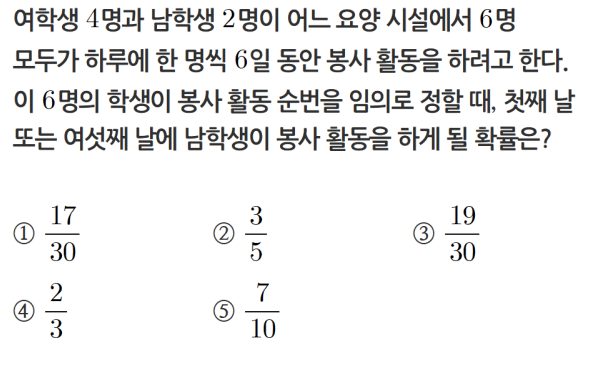 여학생 4명과 남학생 2명이 어느 요양 시설에서 6명
모두가 하루에 한 명씩 6일 동안 봉사 활동을 하려고 한다.
이 6명의 학생이 봉사 활동 순번을 임의로 정할 때, 첫째 날
또는 여섯째 날에 남학생이 봉사 활동을 하게 될 확률은?
① 17/30 ② 3/5 ③ 19/30
④ 2/3 ⑤ 7/10